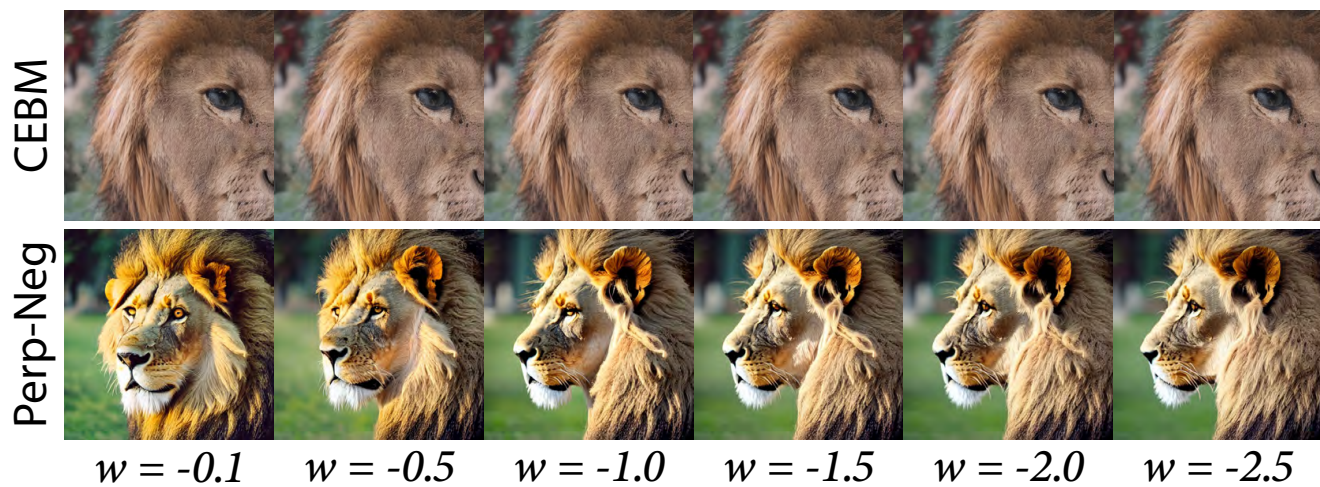 CEBM
Perp-Neg
w = -0.1 w = -0.5 w = -1.0 w = -1.5 w = -2.0 w = -2.5